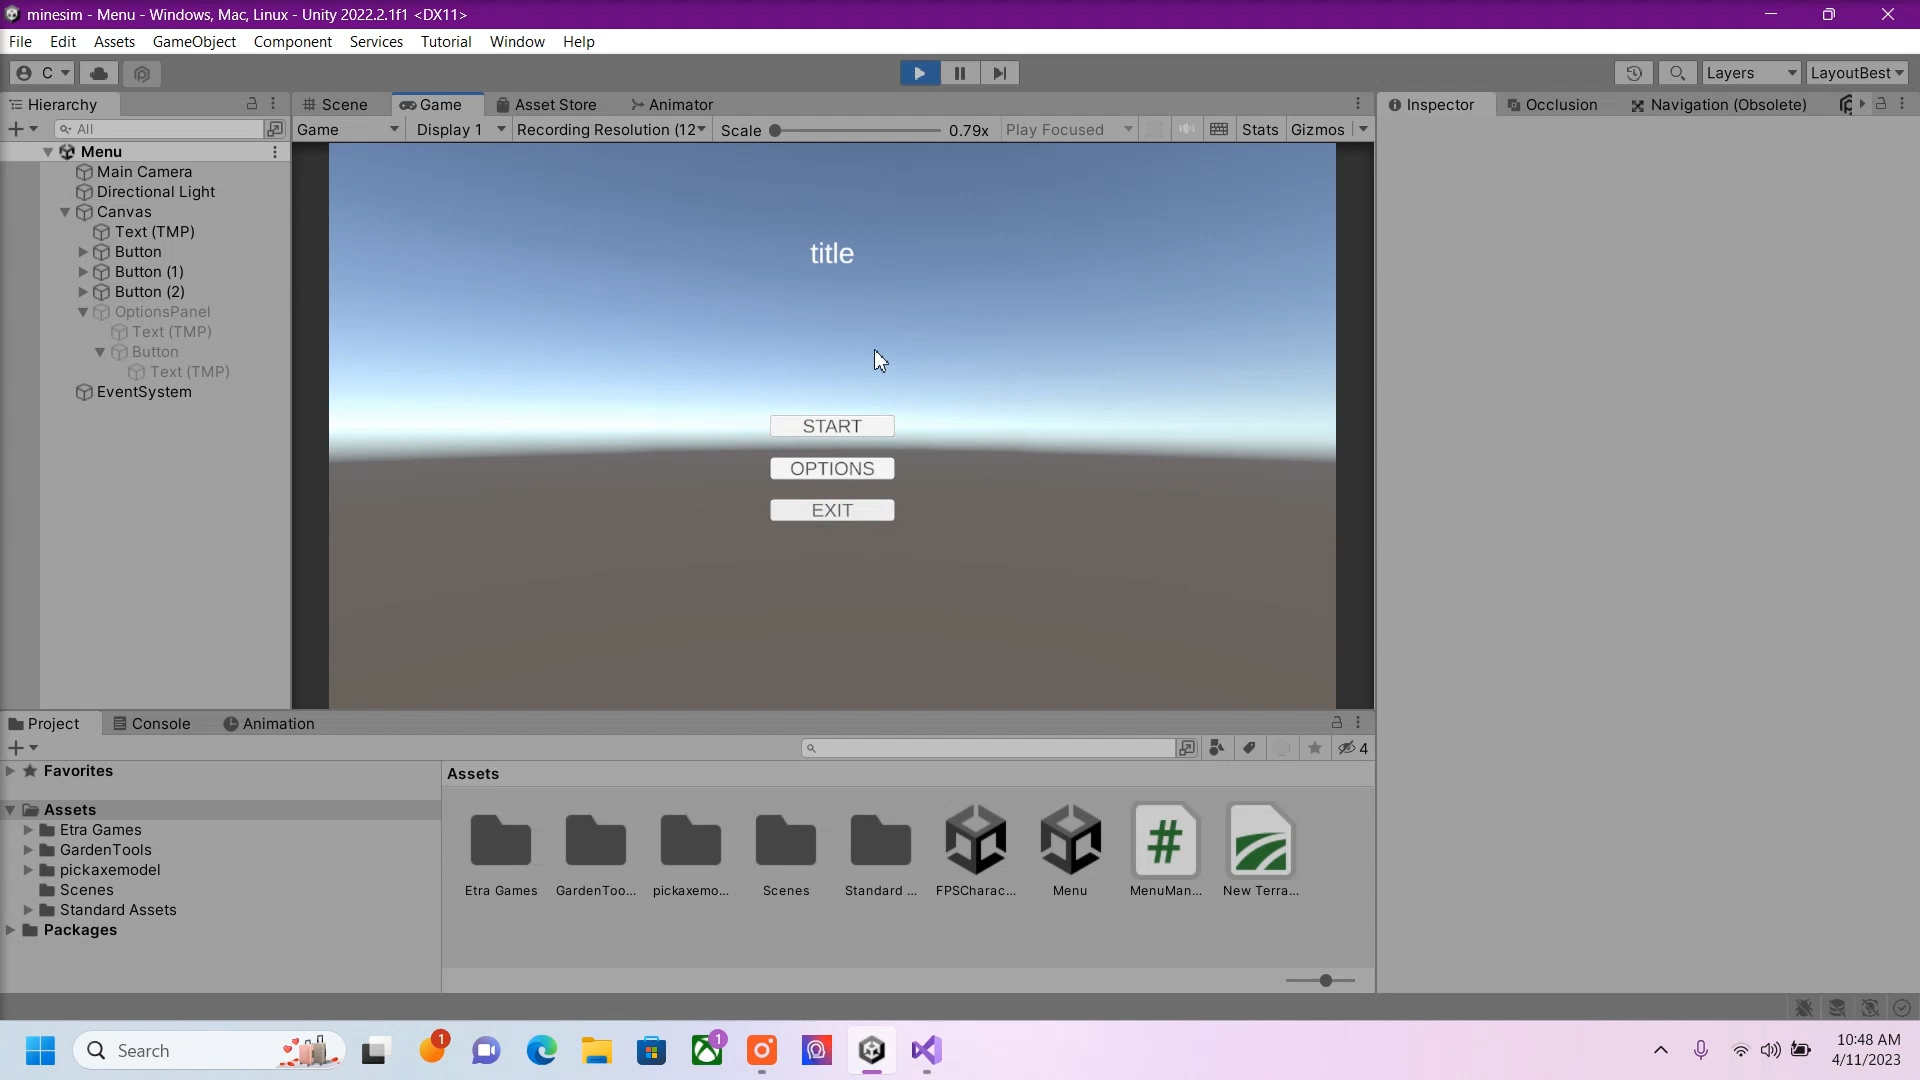 minesim - Menu - Windows, Mac, Linux - Unity 2022.2.1f1 <DX11>
File Edit Assets GameObject Component Services Tutorial Window Help
C Layers LayoutBest
Hierarchy Scene Game Asset Store Animator Inspector Occlusion Navigation (Obsolete)
All Game Display 1 Recording Resolution (12 Scale 0.79x Play Focused Stats Gizmos
Menu
Main Camera
Directional Light
Canvas
Text (TMP)
Button
Button (1)
Button (2)
OptionsPanel
Text (TMP)
Button
Text (TMP)
EventSystem
title
START
OPTIONS
EXIT
Project Console Animation
4
Favorites
Assets
Etra Games
GardenTools
pickaxemodel
Scenes
Standard Assets
Packages
Assets
Etra Games GardenToo... pickaxemo... Scenes Standard ... FPSCharac... Menu MenuMan... New Terra...
Search 1 1 10:48 AM
4/11/2023